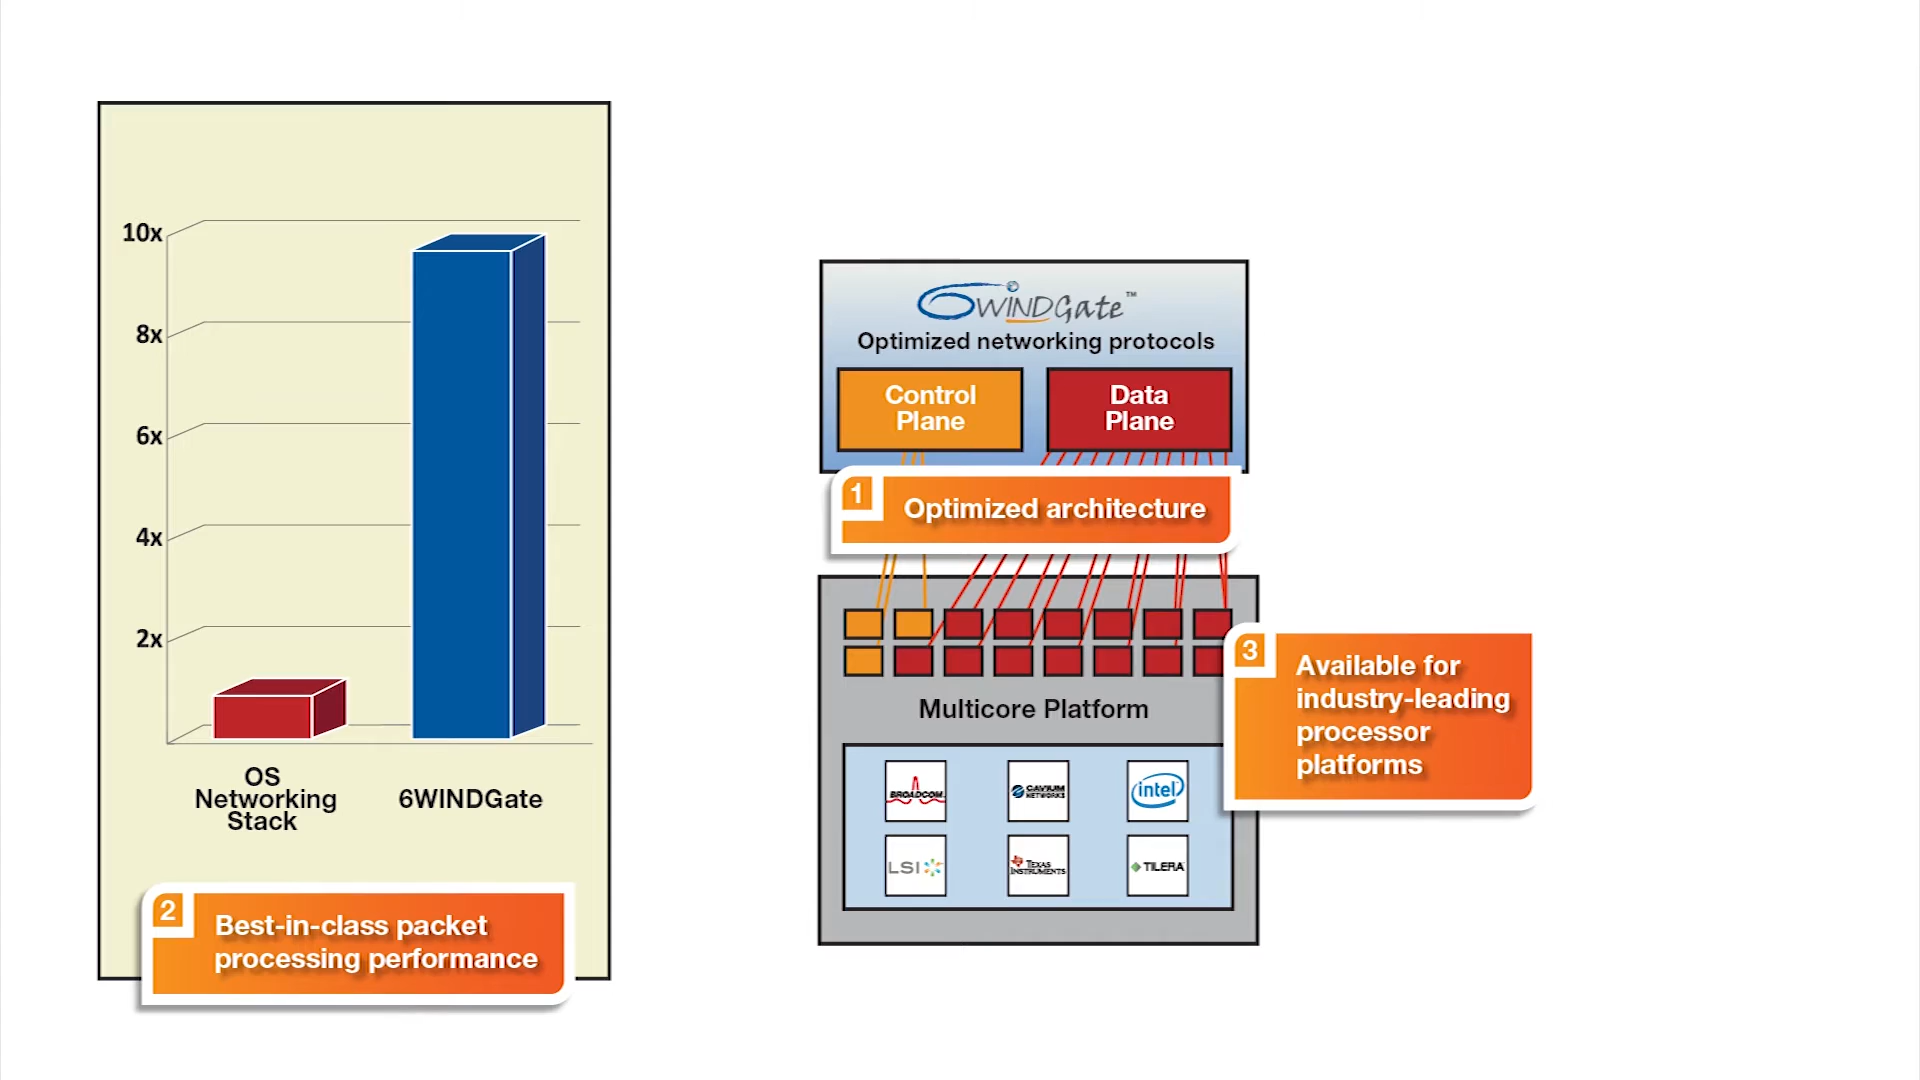 10x
8x
6x
4x
2x
OS
Networking
Stack
6WINDGate
2
Best-in-class packet
processing performance
6WINDGate™
Optimized networking protocols
Control
Plane
Data
Plane
1
Optimized architecture
Multicore Platform
BROADCOM
CAVIUM
NETWORKS
intel
LSI
TEXAS
INSTRUMENTS
TILERA
3
Available for
industry-leading
processor
platforms